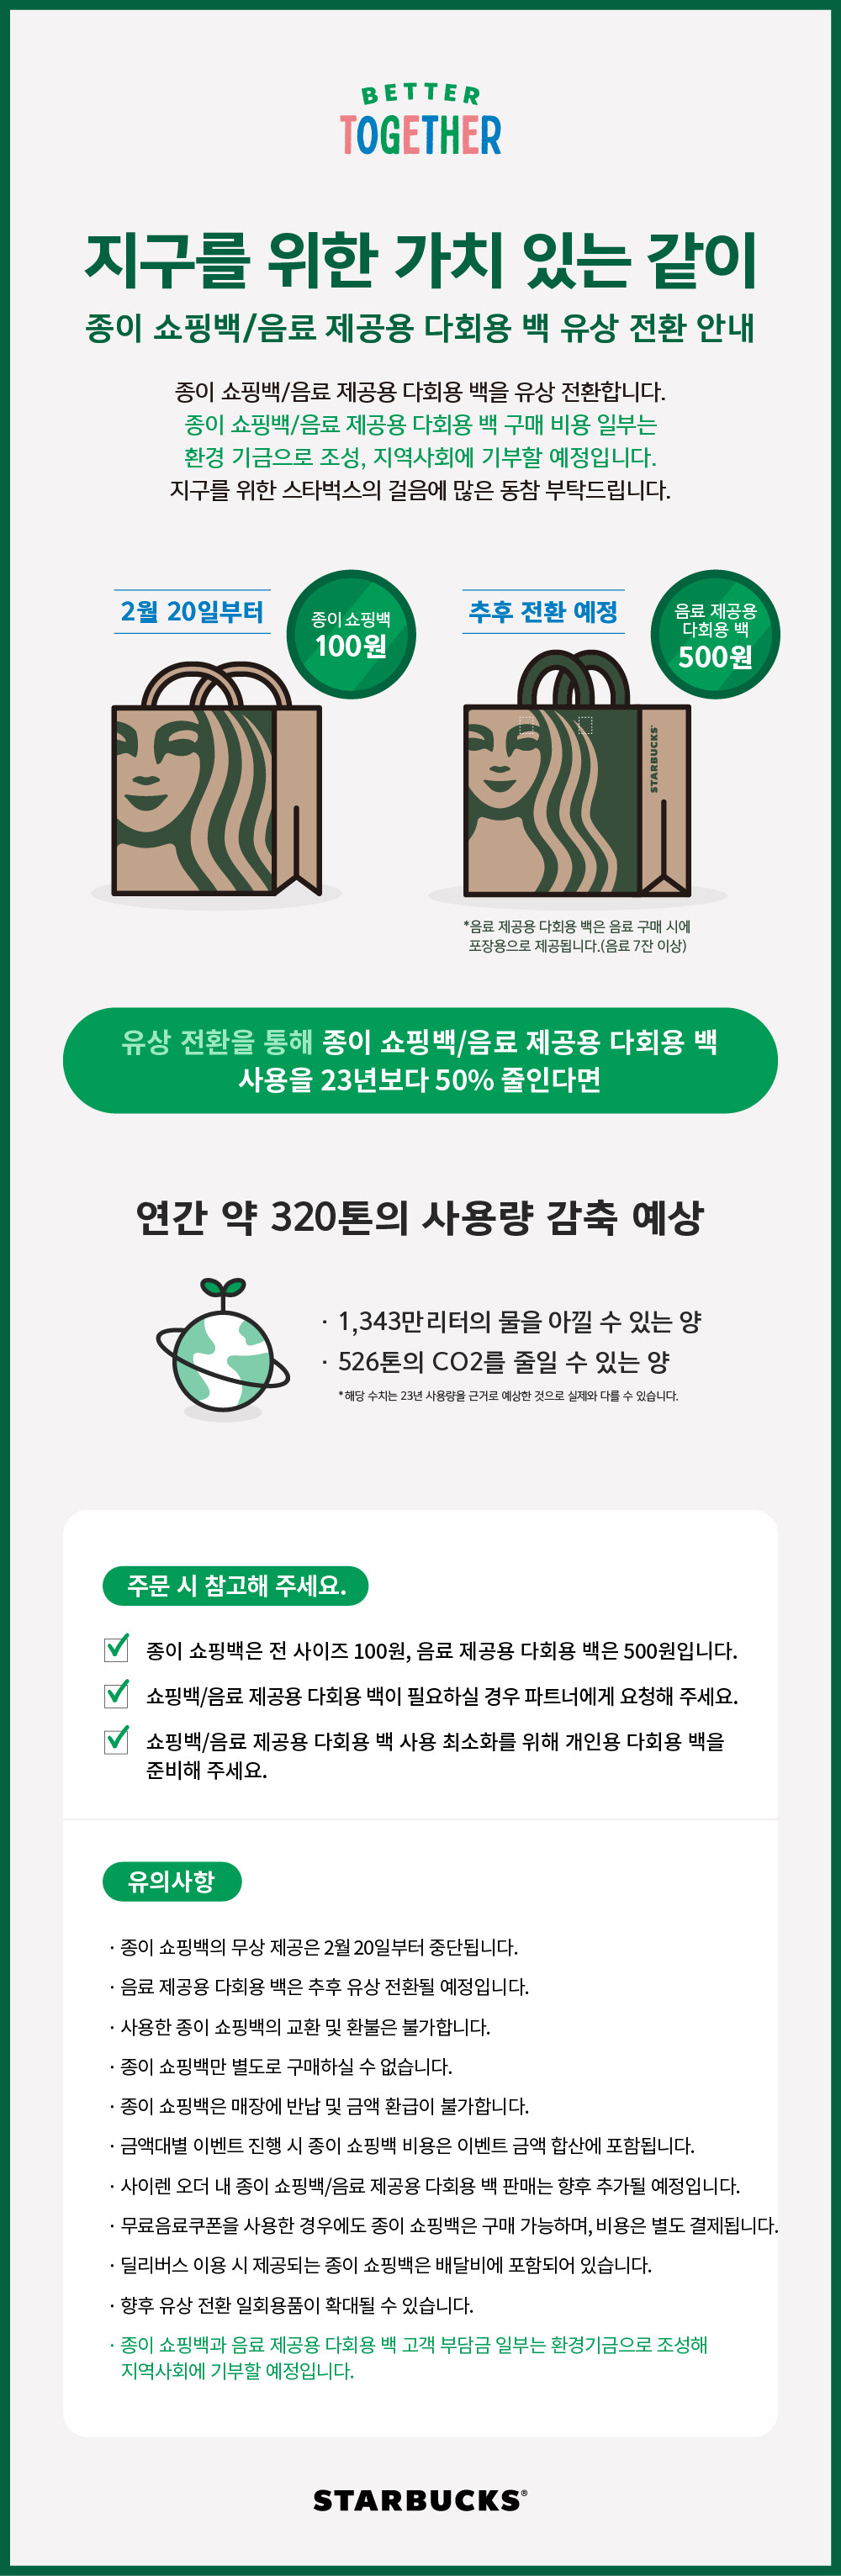 BETTER
TOGETHER
지구를 위한 가치 있는 같이
종이 쇼핑백/음료 제공용 다회용 백 유상 전환 안내
종이 쇼핑백/음료 제공용 다회용 백을 유상 전환합니다.
종이 쇼핑백/음료 제공용 다회용 백 구매 비용 일부는
환경 기금으로 조성, 지역사회에 기부할 예정입니다.
지구를 위한 스타벅스의 걸음에 많은 동참 부탁드립니다.
2월 20일부터
종이 쇼핑백
100원
추후 전환 예정
음료 제공용
다회용 백
500원
STARBUCKS
*음료 제공용 다회용 백은 음료 구매 시에
포장용으로 제공됩니다.(음료 7잔 이상)
유상 전환을 통해 종이 쇼핑백/음료 제공용 다회용 백
사용을 23년보다 50% 줄인다면
연간 약 320톤의 사용량 감축 예상
· 1,343만리터의 물을 아낄 수 있는 양
· 526톤의 CO2를 줄일 수 있는 양
*해당 수치는 23년 사용량을 근거로 예상한 것으로 실제와 다를 수 있습니다.
주문 시 참고해 주세요.
종이 쇼핑백은 전 사이즈 100원, 음료 제공용 다회용 백은 500원입니다.
쇼핑백/음료 제공용 다회용 백이 필요하실 경우 파트너에게 요청해 주세요.
쇼핑백/음료 제공용 다회용 백 사용 최소화를 위해 개인용 다회용 백을
준비해 주세요.
유의사항
· 종이 쇼핑백의 무상 제공은 2월 20일부터 중단됩니다.
· 음료 제공용 다회용 백은 추후 유상 전환될 예정입니다.
· 사용한 종이 쇼핑백의 교환 및 환불은 불가합니다.
· 종이 쇼핑백만 별도로 구매하실 수 없습니다.
· 종이 쇼핑백은 매장에 반납 및 금액 환급이 불가합니다.
· 금액대별 이벤트 진행 시 종이 쇼핑백 비용은 이벤트 금액 합산에 포함됩니다.
· 사이렌 오더 내 종이 쇼핑백/음료 제공용 다회용 백 판매는 향후 추가될 예정입니다.
· 무료음료쿠폰을 사용한 경우에도 종이 쇼핑백은 구매 가능하며, 비용은 별도 결제됩니다.
· 딜리버스 이용 시 제공되는 종이 쇼핑백은 배달비에 포함되어 있습니다.
· 향후 유상 전환 일회용품이 확대될 수 있습니다.
· 종이 쇼핑백과 음료 제공용 다회용 백 고객 부담금 일부는 환경기금으로 조성해
지역사회에 기부할 예정입니다.
STARBUCKS®